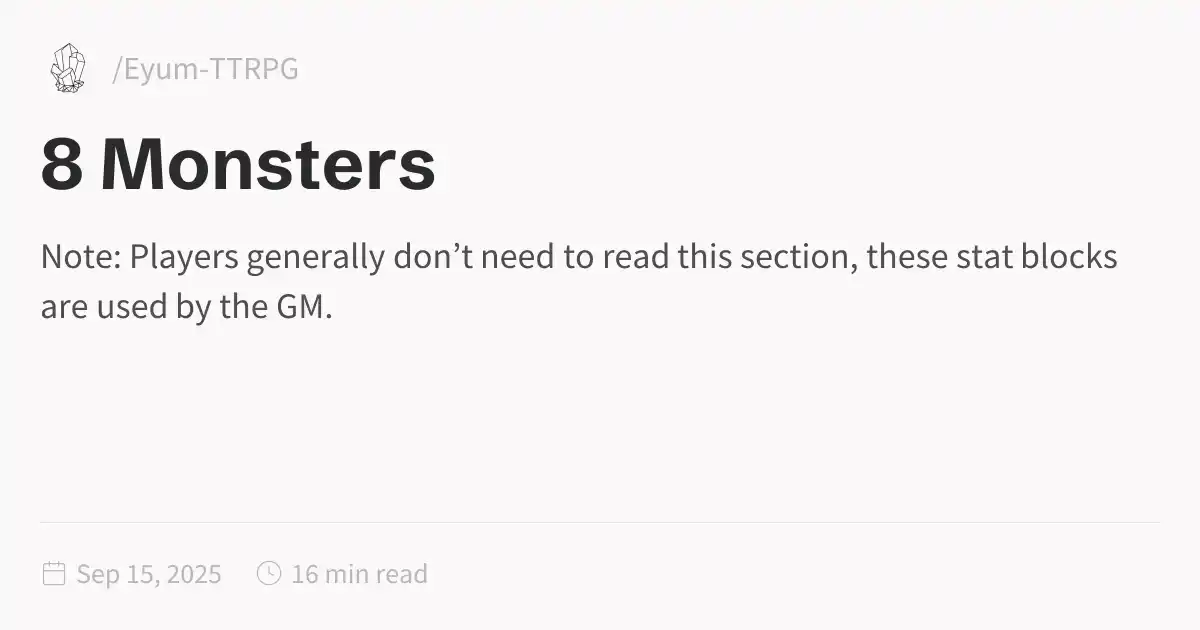 /Eyum-TTRPG
8 Monsters
Note: Players generally don’t need to read this section, these stat blocks
are used by the GM.
Sep 15, 2025
16 min read